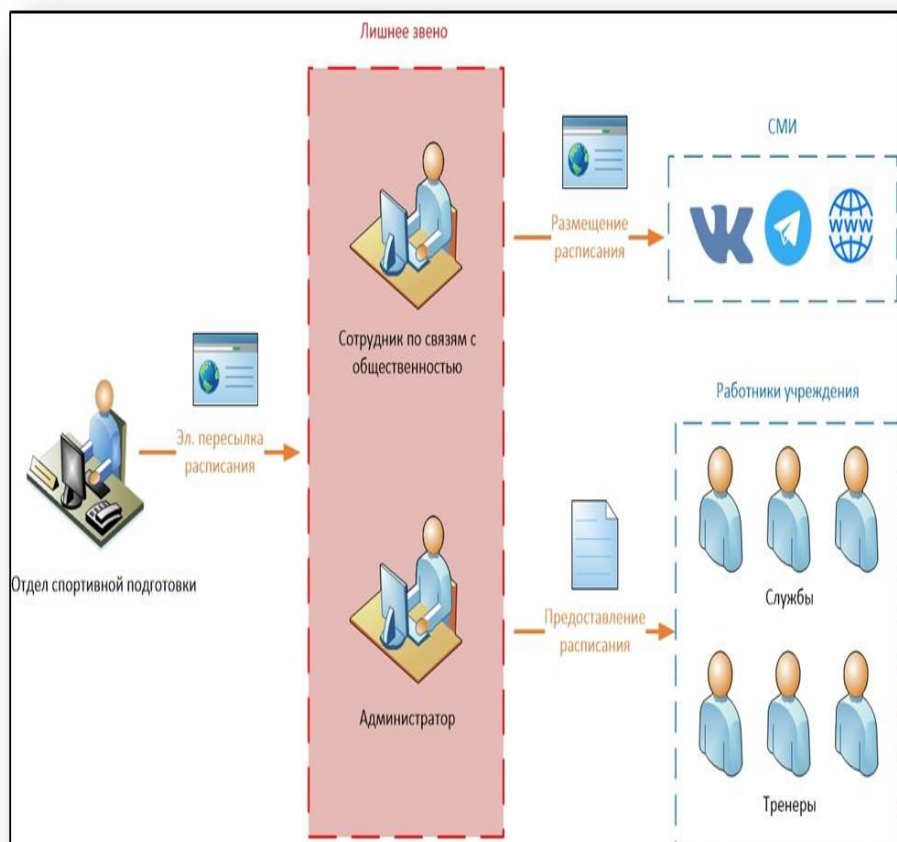 Лишнее звено
СМИ
WWW
Размещение
расписания
Сотрудник по связям с
общественностью
Эл. пересылка
расписания
Отдел спортивной подготовки
Работники учреждения
Службы
Предоставление
расписания
Администратор
Тренеры